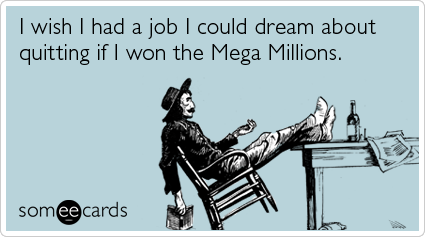 I wish I had a job I could dream about
quitting if I won the Mega Millions.
someecards